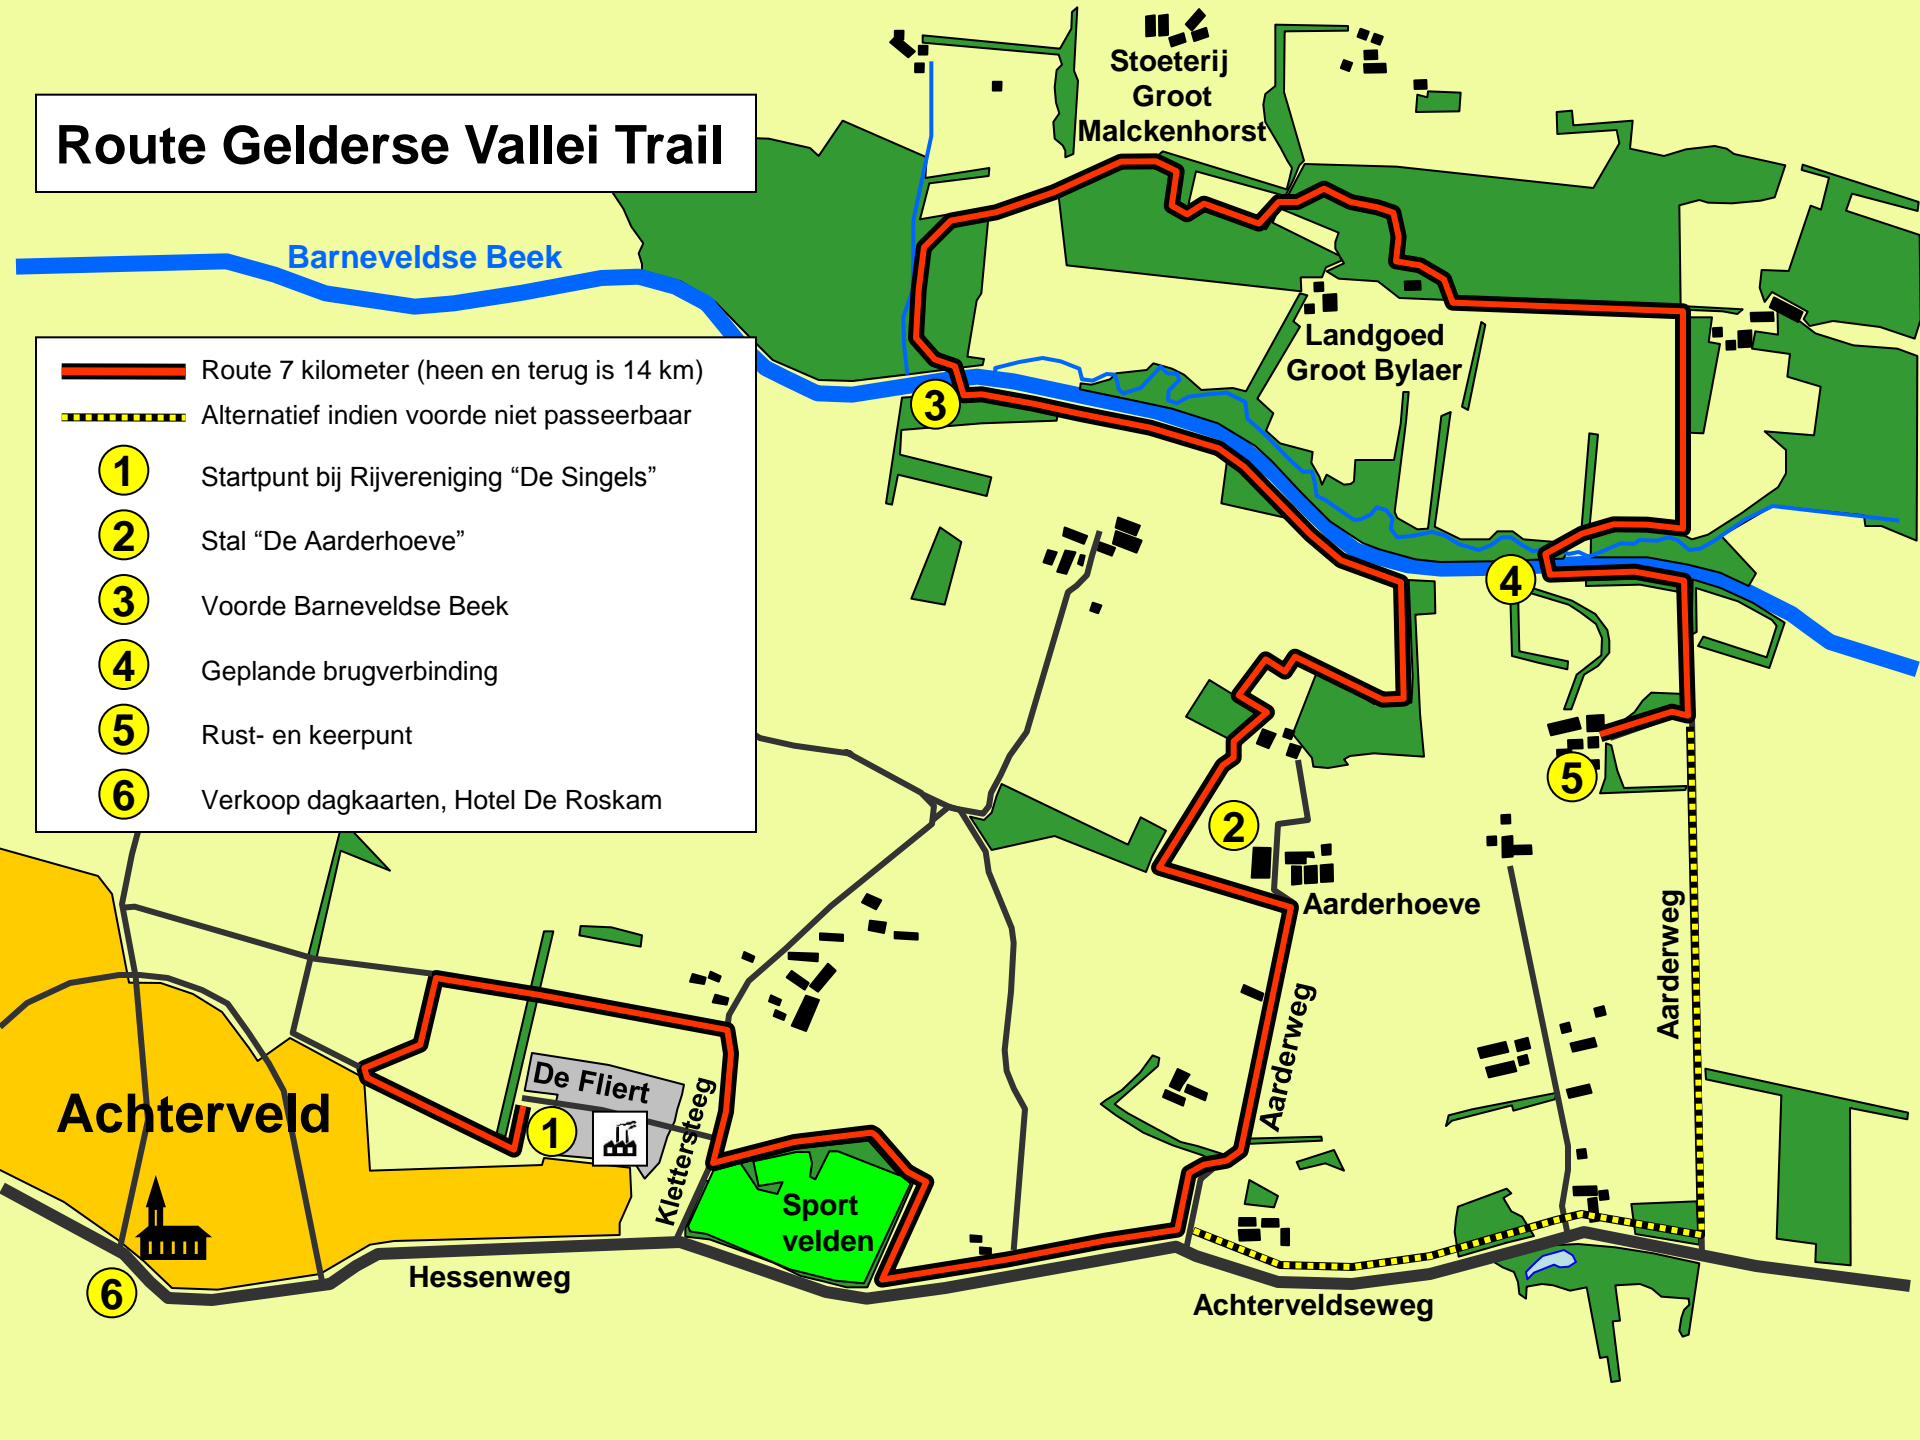 Route Gelderse Vallei Trail
Stoeterij
Groot
Malckenhorst
Barneveldse Beek
Landgoed
Groot Bylaer
Route 7 kilometer (heen en terug is 14 km)
Alternatief indien voorde niet passeerbaar
1 Startpunt bij Rijvereniging “De Singels”
2 Stal “De Aarderhoeve”
3 Voorde Barneveldse Beek
4 Geplande brugverbinding
5 Rust- en keerpunt
6 Verkoop dagkaarten, Hotel De Roskam
3
4
5
2
Aarderhoeve
Aarderweg
Aarderweg
De Fliert
1
Klettersteeg
Achterveld
Sport
velden
Hessenweg
6
Achterveldseweg